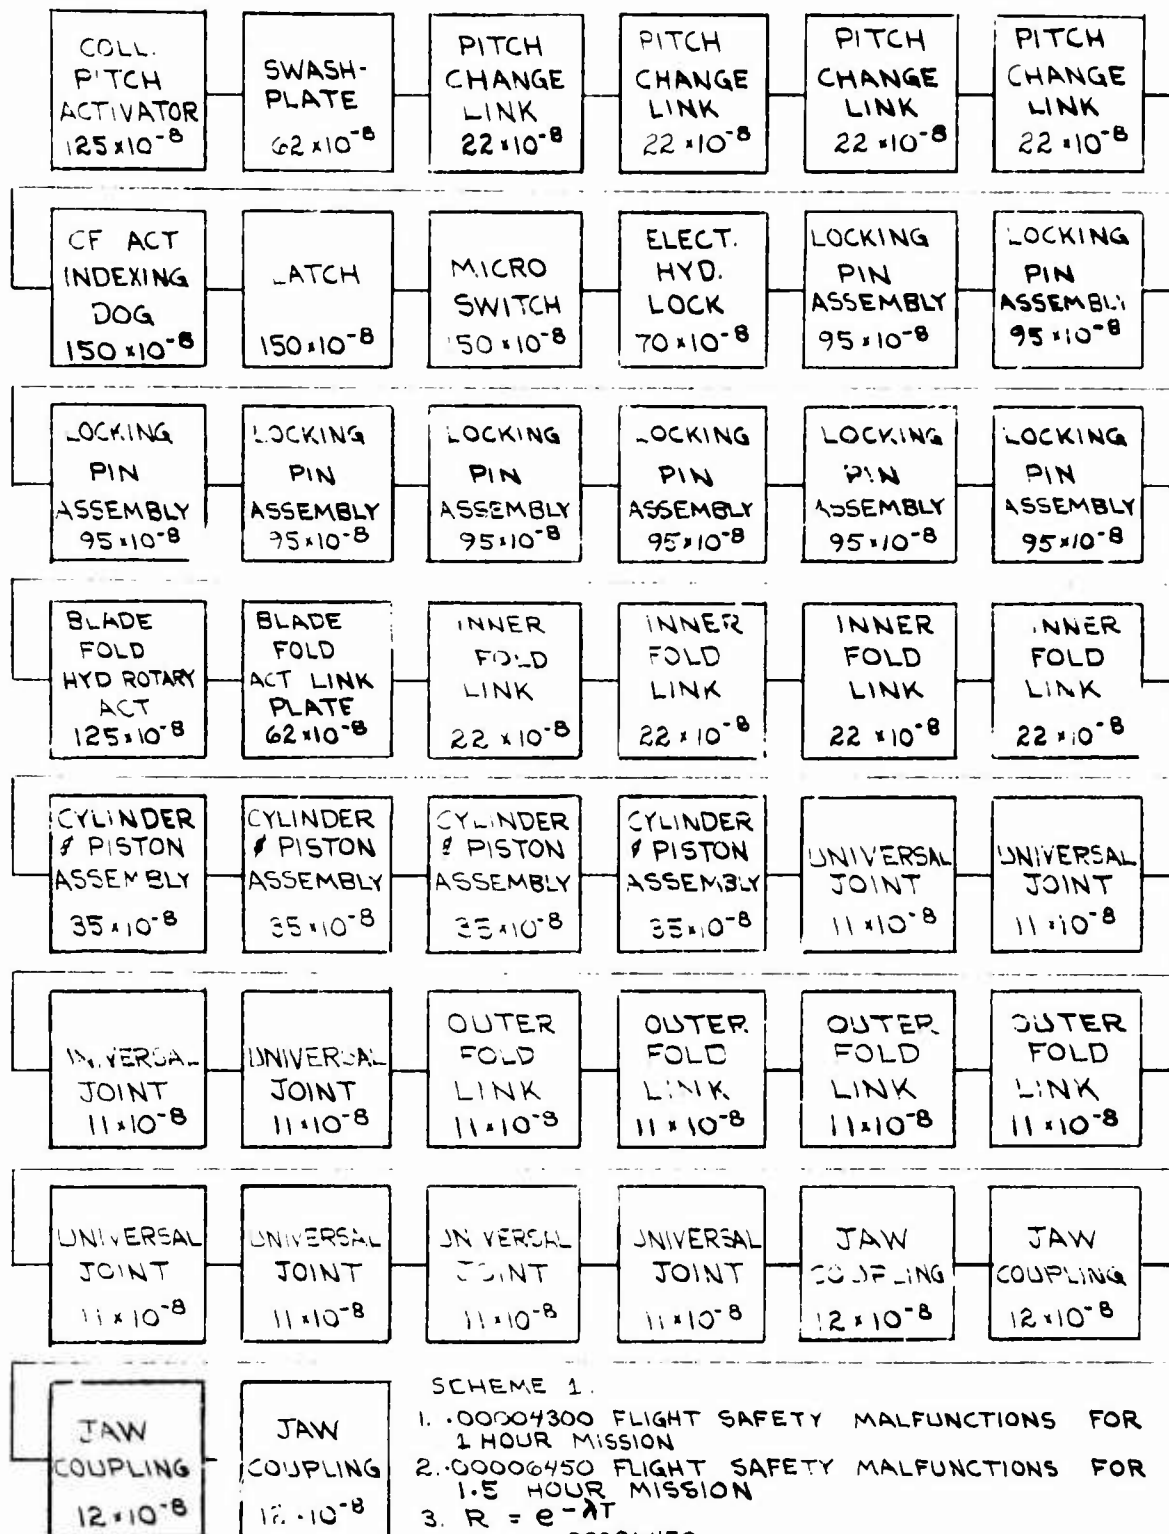 COLL.
PITCH
ACTIVATOR
125x10⁻⁸
SWASH-
PLATE
62x10⁻⁸
PITCH
CHANGE
LINK
22x10⁻⁸
PITCH
CHANGE
LINK
22x10⁻⁸
PITCH
CHANGE
LINK
22x10⁻⁸
PITCH
CHANGE
LINK
22x10⁻⁸
CF ACT
INDEXING
DOG
150x10⁻⁸
LATCH
150x10⁻⁸
MICRO
SWITCH
50x10⁻⁸
ELECT.
HYD.
LOCK
70x10⁻⁸
LOCKING
PIN
ASSEMBLY
95x10⁻⁸
LOCKING
PIN
ASSEMBLY
95x10⁻⁸
LOCKING
PIN
ASSEMBLY
95x10⁻⁸
LOCKING
PIN
ASSEMBLY
95x10⁻⁸
LOCKING
PIN
ASSEMBLY
95x10⁻⁸
LOCKING
PIN
ASSEMBLY
95x10⁻⁸
LOCKING
PIN
ASSEMBLY
95x10⁻⁸
LOCKING
PIN
ASSEMBLY
95x10⁻⁸
BLADE
FOLD
HYD ROTARY
ACT
125x10⁻⁸
BLADE
FOLD
ACT LINK
PLATE
62x10⁻⁸
INNER
FOLD
LINK
22x10⁻⁸
INNER
FOLD
LINK
22x10⁻⁸
INNER
FOLD
LINK
22x10⁻⁸
INNER
FOLD
LINK
22x10⁻⁸
CYLINDER
& PISTON
ASSEMBLY
35x10⁻⁸
CYLINDER
& PISTON
ASSEMBLY
35x10⁻⁸
CYLINDER
& PISTON
ASSEMBLY
35x10⁻⁸
CYLINDER
& PISTON
ASSEMBLY
35x10⁻⁸
UNIVERSAL
JOINT
11x10⁻⁸
UNIVERSAL
JOINT
11x10⁻⁸
UNIVERSAL
JOINT
11x10⁻⁸
UNIVERSAL
JOINT
11x10⁻⁸
OUTER
FOLD
LINK
11x10⁻⁸
OUTER
FOLD
LINK
11x10⁻⁸
OUTER
FOLD
LINK
11x10⁻⁸
OUTER
FOLD
LINK
11x10⁻⁸
UNIVERSAL
JOINT
11x10⁻⁸
UNIVERSAL
JOINT
11x10⁻⁸
UNIVERSAL
JOINT
11x10⁻⁸
UNIVERSAL
JOINT
11x10⁻⁸
JAW
COUPLING
12x10⁻⁸
JAW
COUPLING
12x10⁻⁸
JAW
COUPLING
12x10⁻⁸
JAW
COUPLING
12x10⁻⁸
SCHEME 1.
1. .00004300 FLIGHT SAFETY MALFUNCTIONS FOR
1 HOUR MISSION
2. .00006450 FLIGHT SAFETY MALFUNCTIONS FOR
1.5 HOUR MISSION
3. R = e^-λT